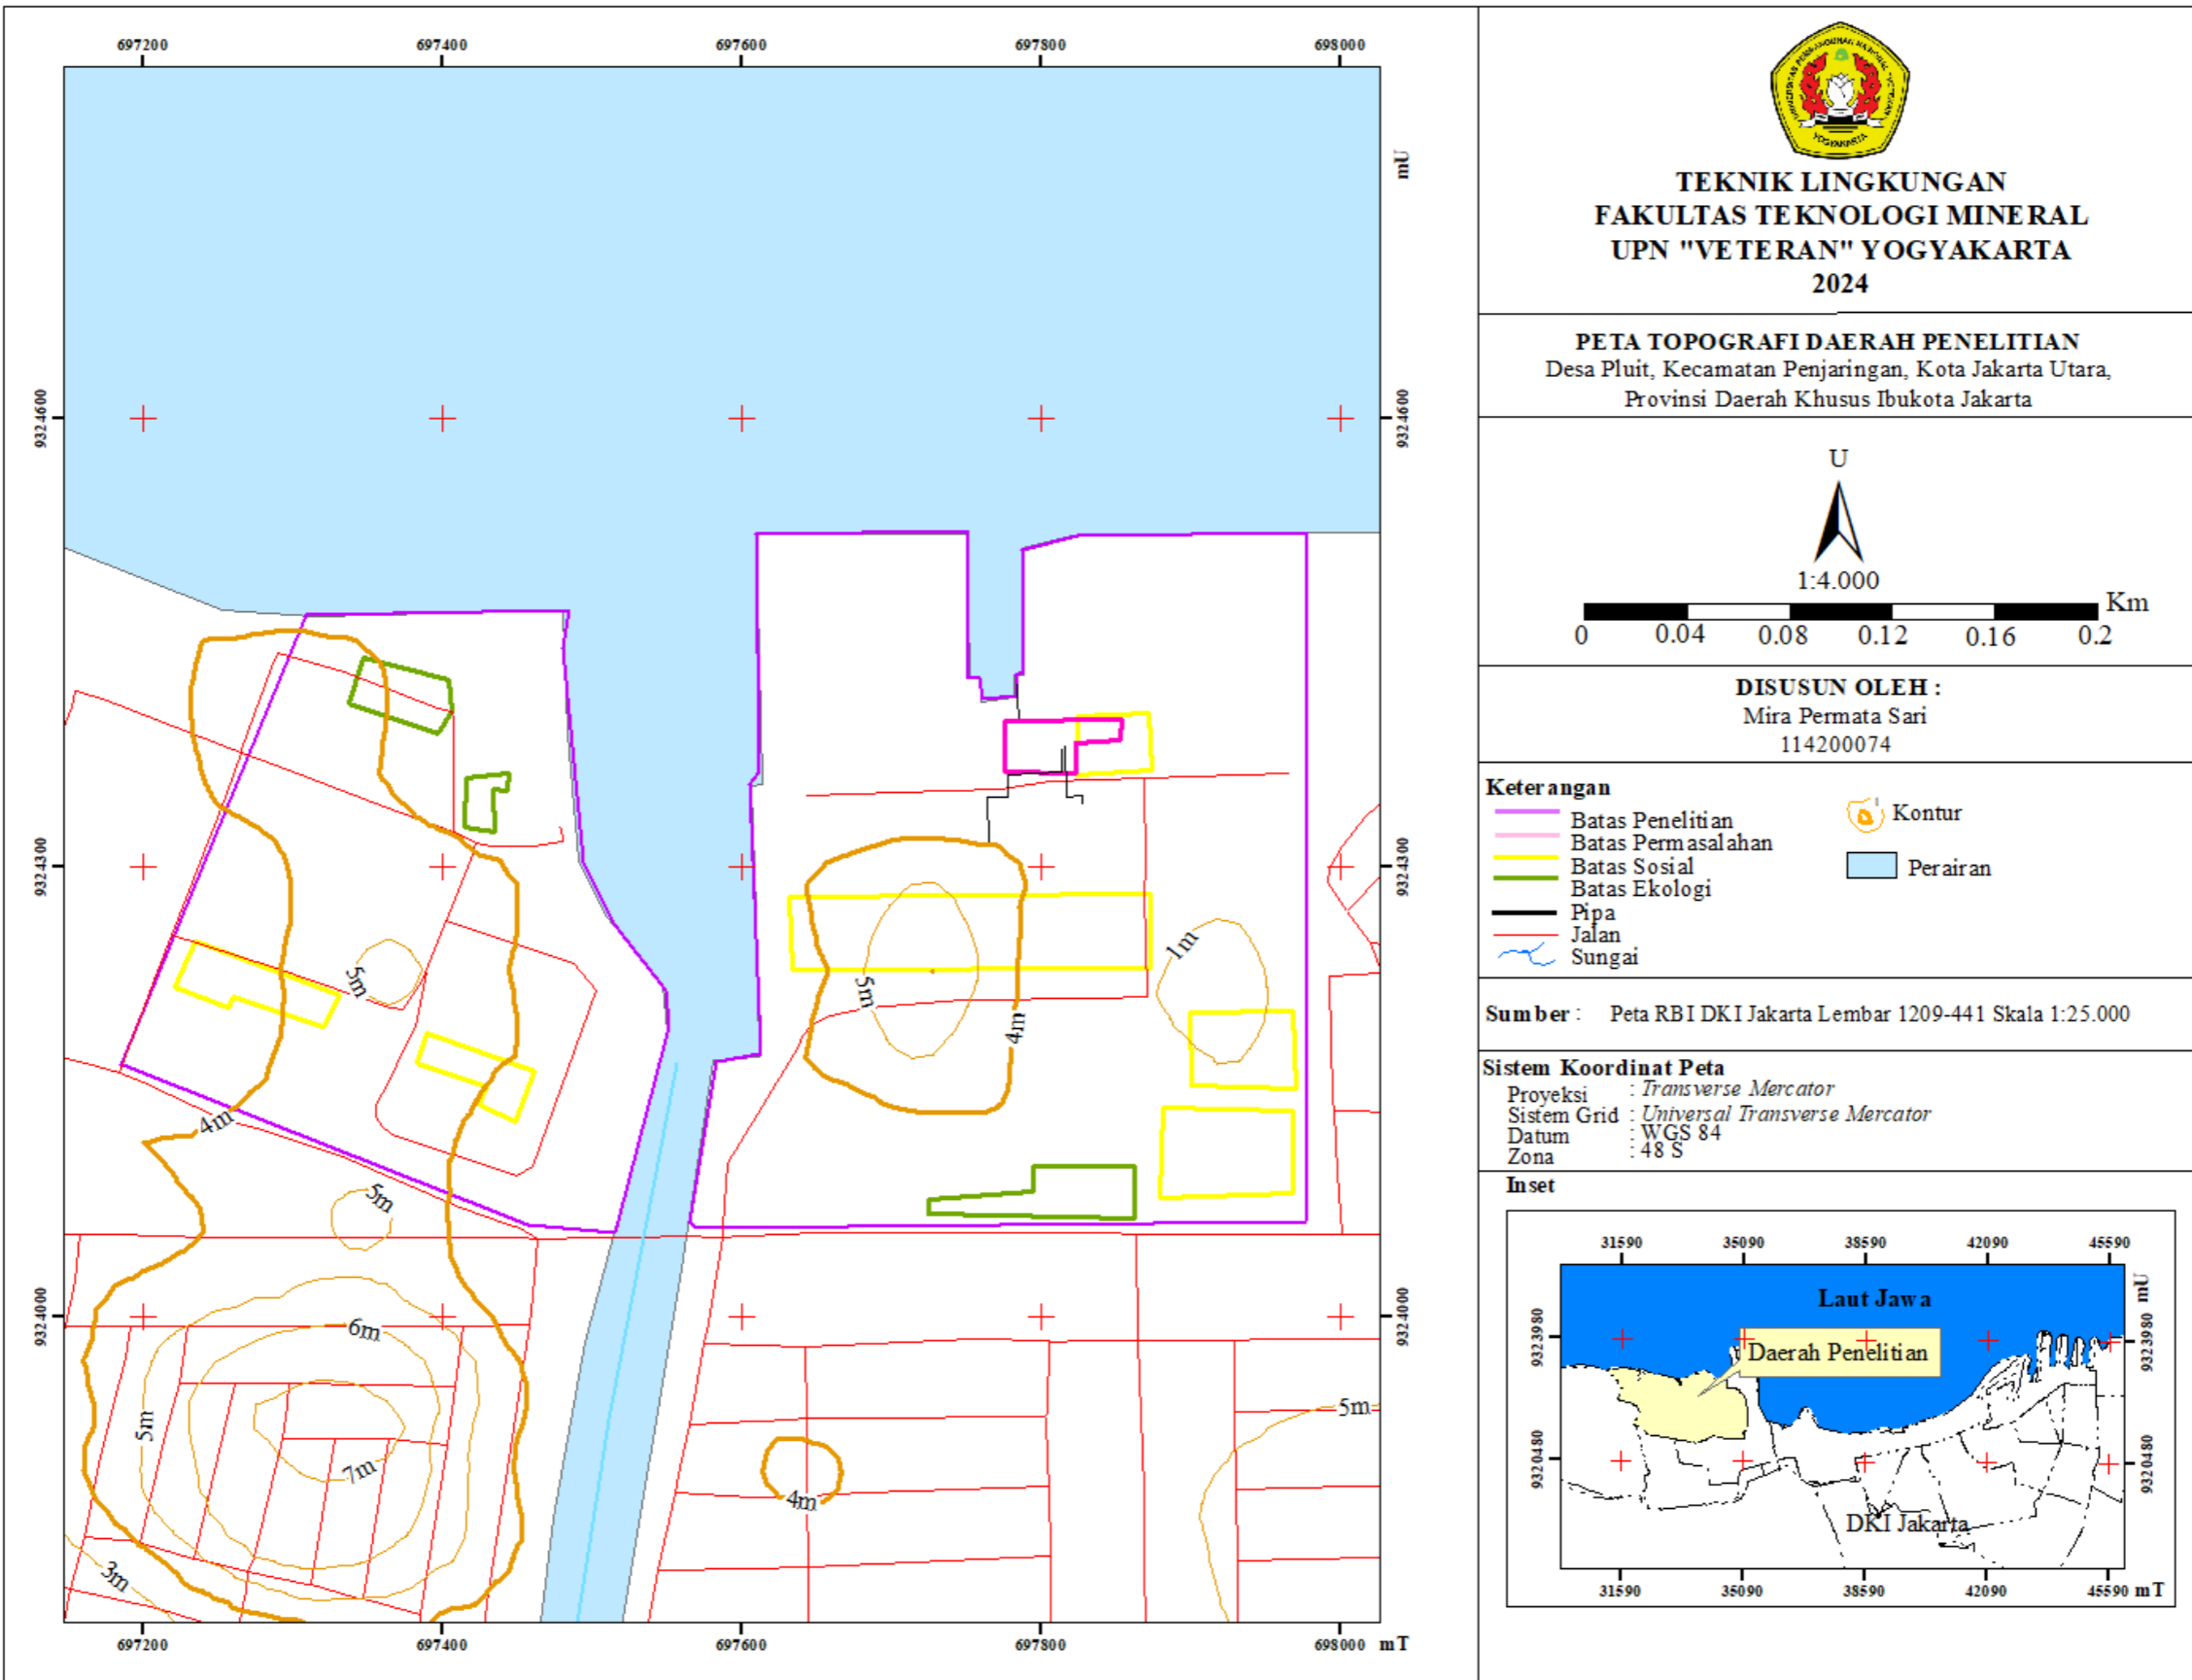 697200 697400 697600 697800 698000
mU
9324600 9324600
9324300 9324300
9324000 9324000
5m
4m
5m
6m
5m
7m
3m
5m
4m
1m
4m
5m
697200 697400 697600 697800 698000 mT
UNIVERSITAS PEMBANGUNAN NASIONAL "VETERAN"
YOGYAKARTA
TEKNIK LINGKUNGAN
FAKULTAS TEKNOLOGI MINERAL
UPN "VETERAN" YOGYAKARTA
2024
PETA TOPOGRAFI DAERAH PENELITIAN
Desa Pluit, Kecamatan Penjaringan, Kota Jakarta Utara,
Provinsi Daerah Khusus Ibukota Jakarta
U
1:4.000
Km
0 0.04 0.08 0.12 0.16 0.2
DISUSUN OLEH :
Mira Permata Sari
114200074
Keterangan
Batas Penelitian
Batas Permasalahan
Batas Sosial
Batas Ekologi
Pipa
Jalan
Sungai
Kontur
Perairan
Sumber : Peta RBI DKI Jakarta Lembar 1209-441 Skala 1:25.000
Sistem Koordinat Peta
Proyeksi : Transverse Mercator
Sistem Grid : Universal Transverse Mercator
Datum : WGS 84
Zona : 48 S
Inset
31590 35090 38590 42090 45590
mU
Laut Jawa
9323980 9323980
Daerah Penelitian
9320480 9320480
DKI Jakarta
31590 35090 38590 42090 45590 mT